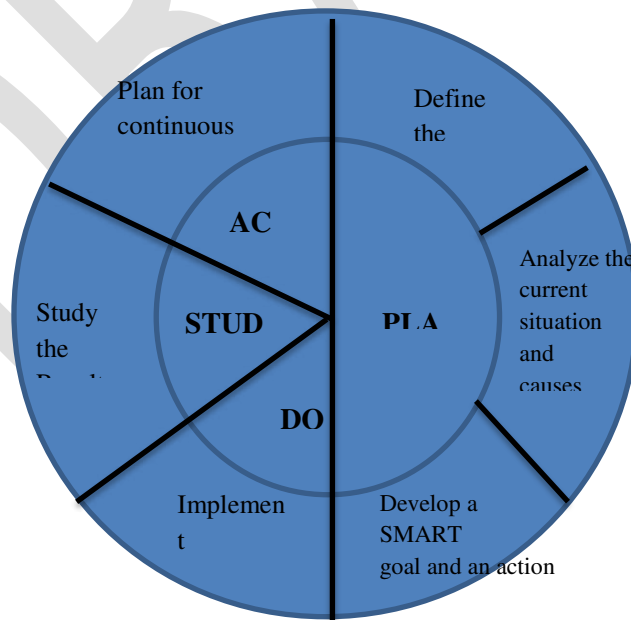 Plan for
continuous
Define
the
AC
Analyze the
current
situation
and
causes
Study
the
STUD
PLA
DO
Implemen
t
Develop a
SMART
goal and an action